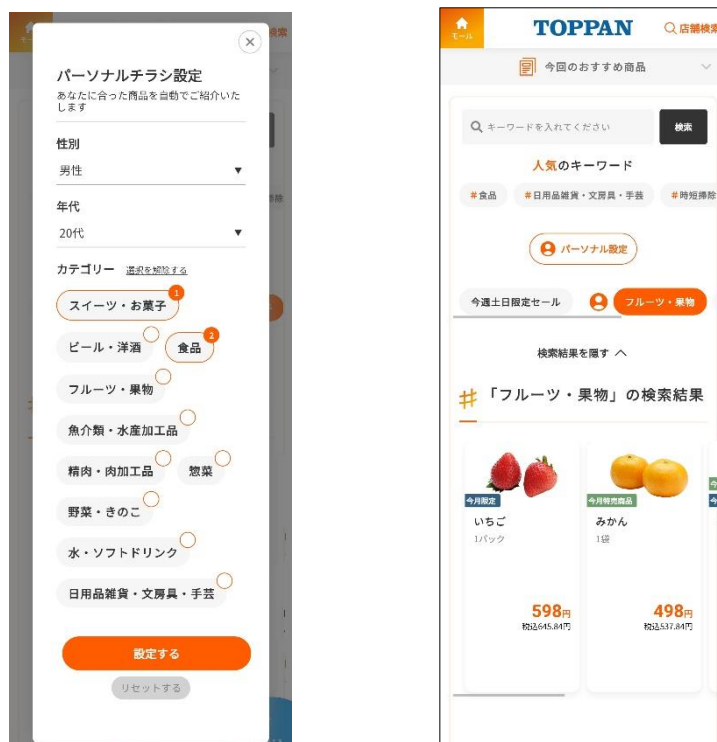 パーソナルチラシ設定
あなたに合った商品を自動でご紹介いた
します
性別
男性
年代
20代
カテゴリー 選択を解除する
スイーツ・お菓子 1
ビール・洋酒 食品 2
フルーツ・果物
魚介類・水産加工品
精肉・肉加工品 惣菜
野菜・きのこ
水・ソフトドリンク
日用品雑貨・文房具・手芸
設定する
リセットする
モール TOPPAN 店舗検索
今回のおすすめ商品
キーワードを入れてください 検索
人気のキーワード
#食品 #日用品雑貨・文房具・手芸 #時短掃除
パーソナル設定
今週土日限定セール フルーツ・果物
検索結果を隠す
「フルーツ・果物」の検索結果
今月限定 今月特売商品
いちご みかん
1パック 1袋
598円 498円
税込645.84円 税込537.84円